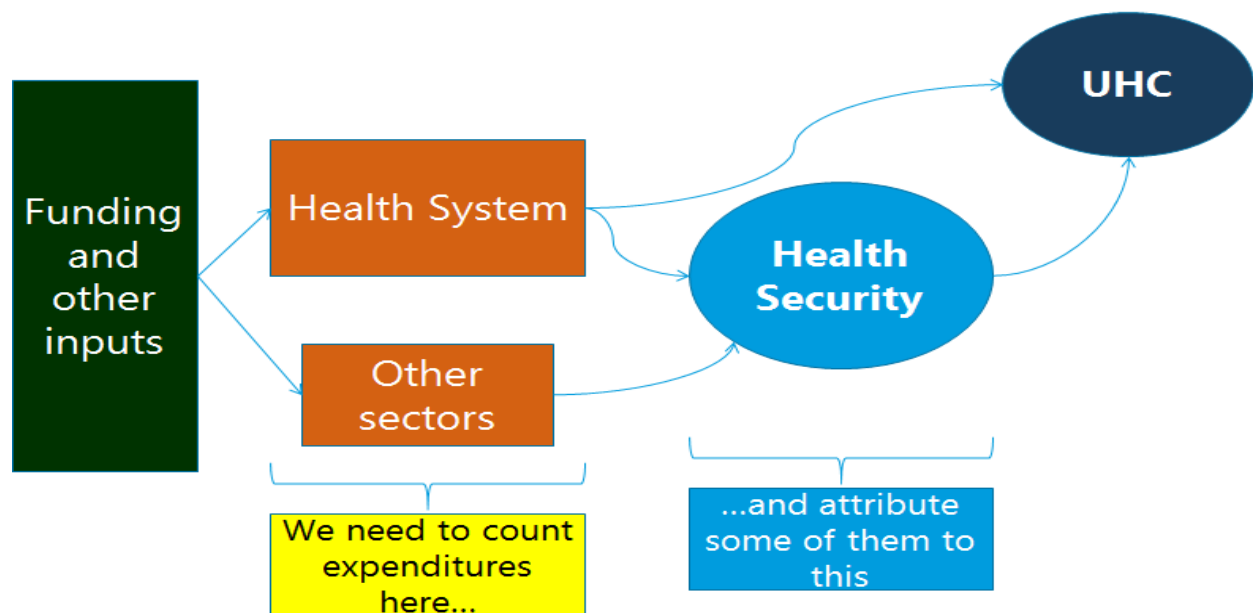 Funding
and
other
inputs
Health System
Other
sectors
Health
Security
UHC
We need to count
expenditures
here...
...and attribute
some of them to
this